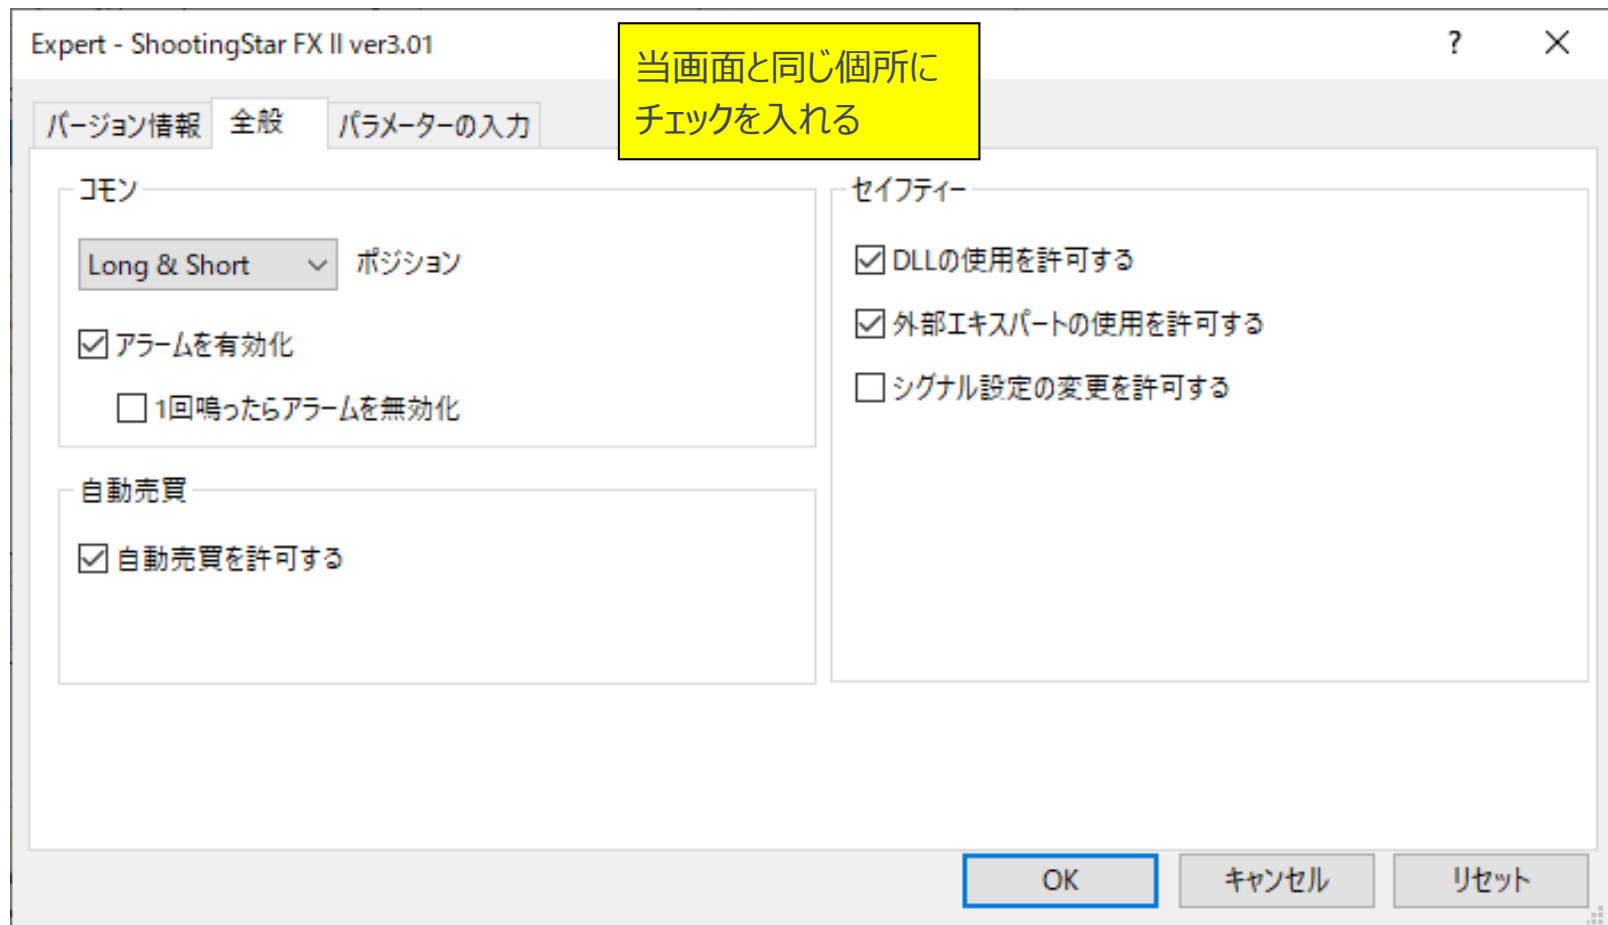 Expert - ShootingStar FX II ver3.01
?
当画面と同じ個所に
チェックを入れる
バージョン情報
全般
パラメーターの入力
コモン
Long & Short
ポジション
アラームを有効化
1回鳴ったらアラームを無効化
自動売買
自動売買を許可する
セイフティー
DLLの使用を許可する
外部エキスパートの使用を許可する
シグナル設定の変更を許可する
OK
キャンセル
リセット